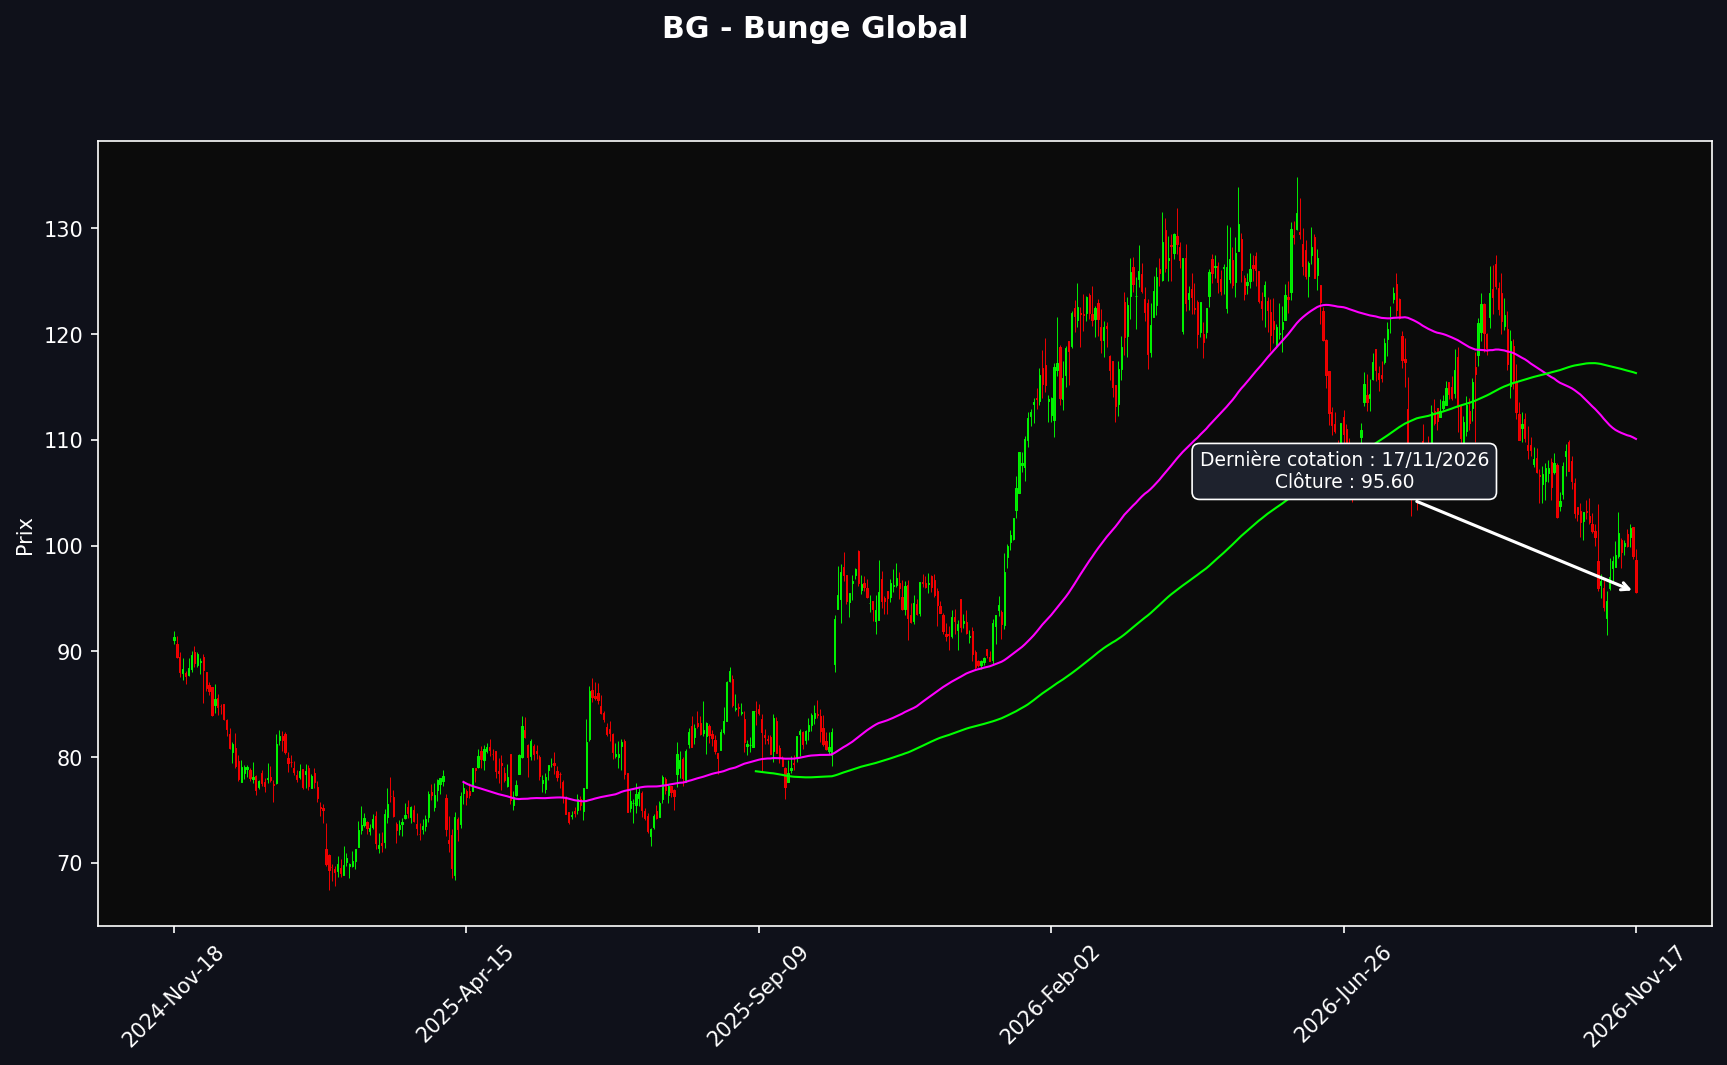 BG - Bunge Global
Prix
130
120
110
100
90
80
70
Dernière cotation : 17/11/2026
Clôture : 95.60
2024-Nov-18
2025-Apr-15
2025-Sep-09
2026-Feb-02
2026-Jun-26
2026-Nov-17